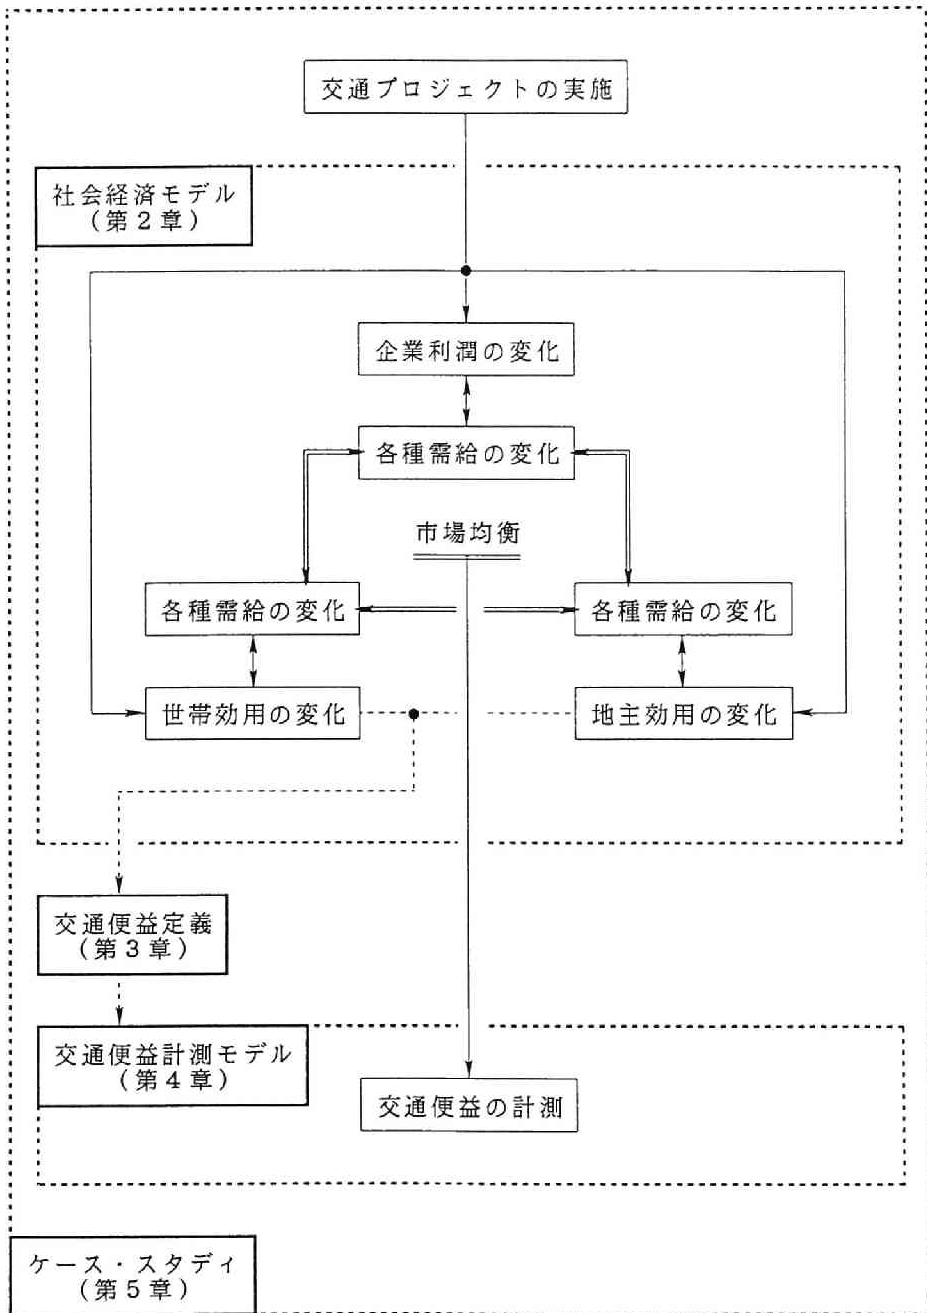 交通プロジェクトの実施
社会経済モデル
(第2章)
企業利潤の変化
各種需給の変化
市場均衡
各種需給の変化
各種需給の変化
世帯効用の変化
地主効用の変化
交通便益定義
(第3章)
交通便益計測モデル
(第4章)
交通便益の計測
ケース・スタディ
(第5章)